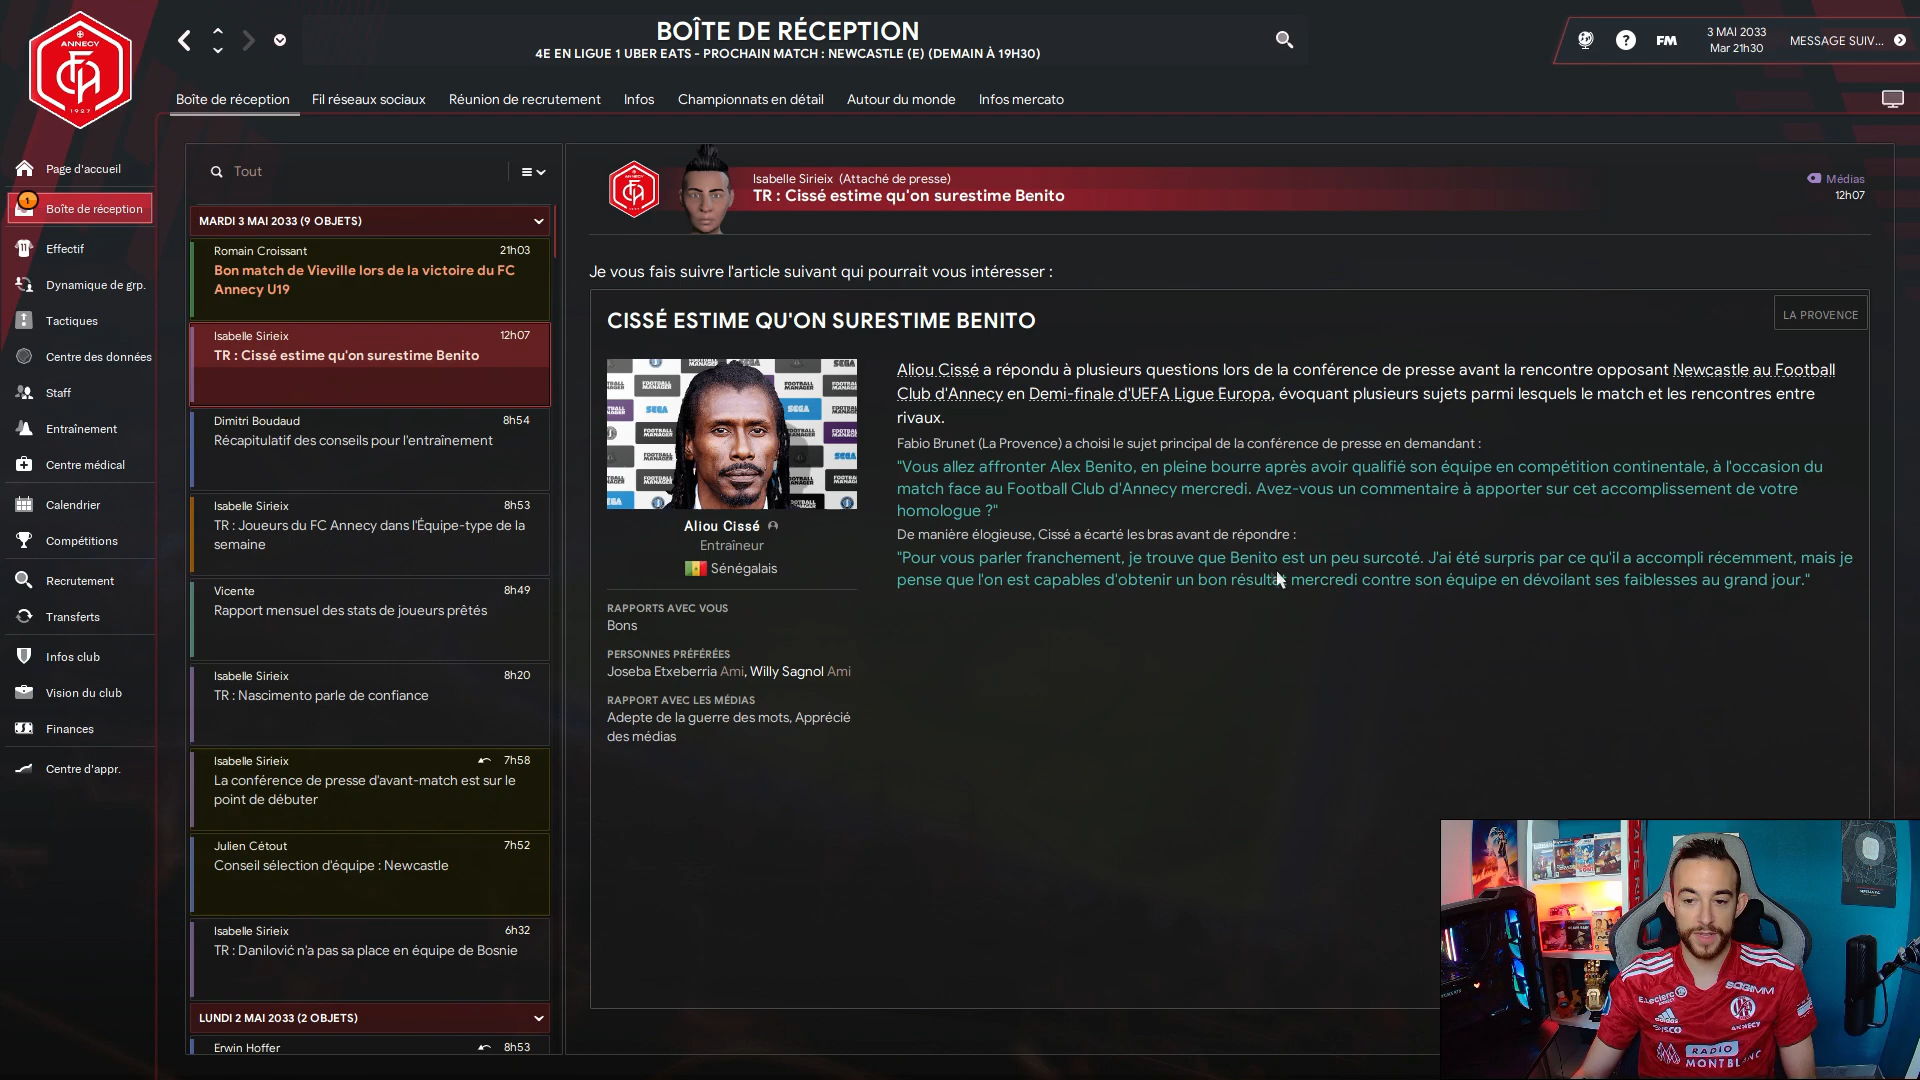 BOÎTE DE RÉCEPTION
4E EN LIGUE 1 UBER EATS - PROCHAIN MATCH : NEWCASTLE (E) (DEMAIN À 19H30)
FM
3 MAI 2033
Mar 21h30
MESSAGE SUIV...
ANNECY
1927
Boîte de réception
Fil réseaux sociaux
Réunion de recrutement
Infos
Championnats en détail
Autour du monde
Infos mercato
Page d'accueil
1
Boîte de réception
Effectif
Dynamique de grp.
Tactiques
Centre des données
Staff
Entraînement
Centre médical
Calendrier
Compétitions
Recrutement
Transferts
Infos club
Vision du club
Finances
Centre d'appr.
Tout
MARDI 3 MAI 2033 (9 OBJETS)
Romain Croissant 21h03
Bon match de Vieville lors de la victoire du FC
Annecy U19
Isabelle Sirieix 12h07
TR : Cissé estime qu'on surestime Benito
Dimitri Boudaud 8h54
Récapitulatif des conseils pour l'entraînement
Isabelle Sirieix 8h53
TR : Joueurs du FC Annecy dans l'Équipe-type de la
semaine
Vicente 8h49
Rapport mensuel des stats de joueurs prêtés
Isabelle Sirieix 8h20
TR : Nascimento parle de confiance
Isabelle Sirieix 7h58
La conférence de presse d'avant-match est sur le
point de débuter
Julien Cétout 7h52
Conseil sélection d'équipe : Newcastle
Isabelle Sirieix 6h32
TR : Danilović n'a pas sa place en équipe de Bosnie
LUNDI 2 MAI 2033 (2 OBJETS)
Erwin Hoffer 8h53
Isabelle Sirieix (Attaché de presse)
TR : Cissé estime qu'on surestime Benito
Médias
12h07
Je vous fais suivre l'article suivant qui pourrait vous intéresser :
CISSÉ ESTIME QU'ON SURESTIME BENITO
LA PROVENCE
Aliou Cissé
Entraîneur
Sénégalais
RAPPORTS AVEC VOUS
Bons
PERSONNES PRÉFÉRÉES
Joseba Etxeberria Ami, Willy Sagnol Ami
RAPPORT AVEC LES MÉDIAS
Adepte de la guerre des mots, Apprécié
des médias
Aliou Cissé a répondu à plusieurs questions lors de la conférence de presse avant la rencontre opposant Newcastle au Football
Club d'Annecy en Demi-finale d'UEFA Ligue Europa, évoquant plusieurs sujets parmi lesquels le match et les rencontres entre
rivaux.
Fabio Brunet (La Provence) a choisi le sujet principal de la conférence de presse en demandant :
"Vous allez affronter Alex Benito, en pleine bourre après avoir qualifié son équipe en compétition continentale, à l'occasion du
match face au Football Club d'Annecy mercredi. Avez-vous un commentaire à apporter sur cet accomplissement de votre
homologue ?"
De manière élogieuse, Cissé a écarté les bras avant de répondre :
"Pour vous parler franchement, je trouve que Benito est un peu surcoté. J'ai été surpris par ce qu'il a accompli récemment, mais je
pense que l'on est capables d'obtenir un bon résultat mercredi contre son équipe en dévoilant ses faiblesses au grand jour."
SEGA
FOOTBALL MANAGER
E.Leclerc
SOGIMM
adidas
ANNECY
RADIO
MONTBLANC